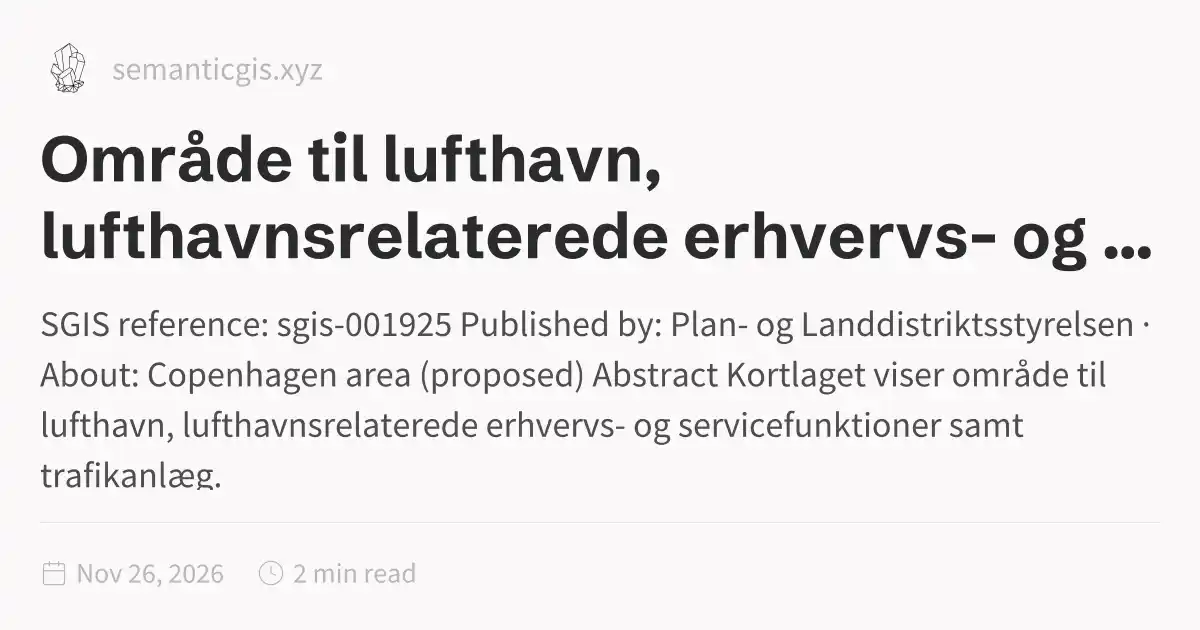 semanticgis.xyz
Område til lufthavn,
lufthavnsrelaterede erhvervs- og ...
SGIS reference: sgis-001925 Published by: Plan- og Landdistriktsstyrelsen ·
About: Copenhagen area (proposed) Abstract Kortlaget viser område til
lufthavn, lufthavnsrelaterede erhvervs- og servicefunktioner samt
trafikanlæg.
Nov 26, 2026 2 min read